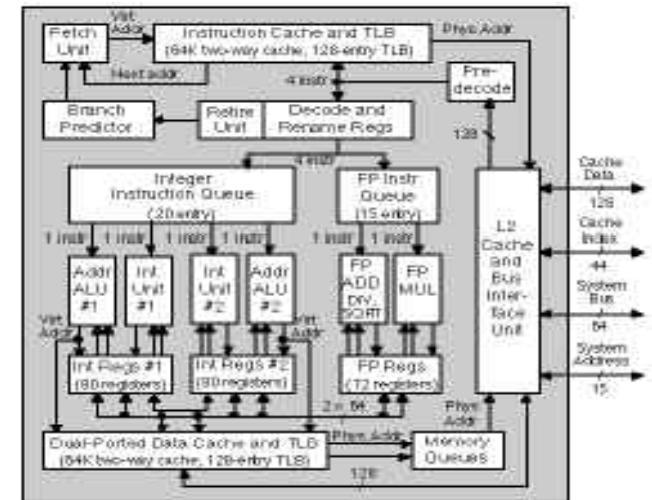 Virt Addr
Fetch Unit
Instruction Cache and TLB
(64K two-way cache, 128-entry TLB)
Phys Addr
Next addr
4 instr
Pre-decode
Branch Predictor
Retire Unit
Decode and Rename Regs
128
4 instr
Integer Instruction Queue
(20 entry)
FP Instr Queue
(15 entry)
1 instr
1 instr
1 instr
1 instr
1 instr
1 instr
Addr ALU #1
Int Unit #1
Int Unit #2
Addr ALU #2
FP ADD DIV, SQRT
FP MUL
Virt Addr
Virt Addr
Int Regs #1
(80 registers)
Int Regs #2
(80 registers)
FP Regs
(72 registers)
L2 Cache and Bus Inter-face Unit
Cache Data
128
Cache Index
44
System Bus
64
System Address
15
2 × 64
Phys Addr
Dual-Ported Data Cache and TLB
(64K two-way cache, 128-entry TLB)
Phys Addr
Memory Queues
128